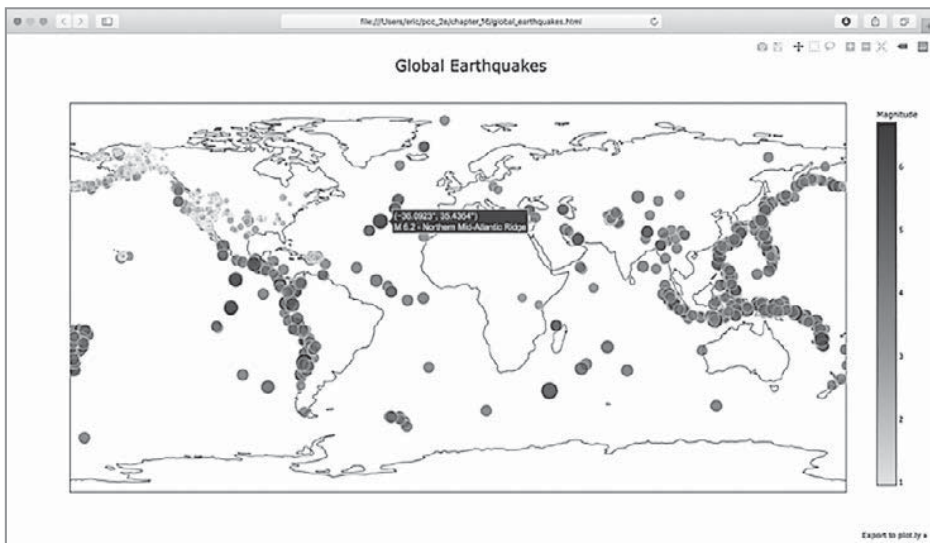 file:///Users/eric/pcc_2e/chapter_16/global_earthquakes.html
Global Earthquakes
Magnitude
6
5
4
3
2
1
(−36.0923°, 35.4364°)
M 6.2 - Northern Mid-Atlantic Ridge
Export to plot.ly »